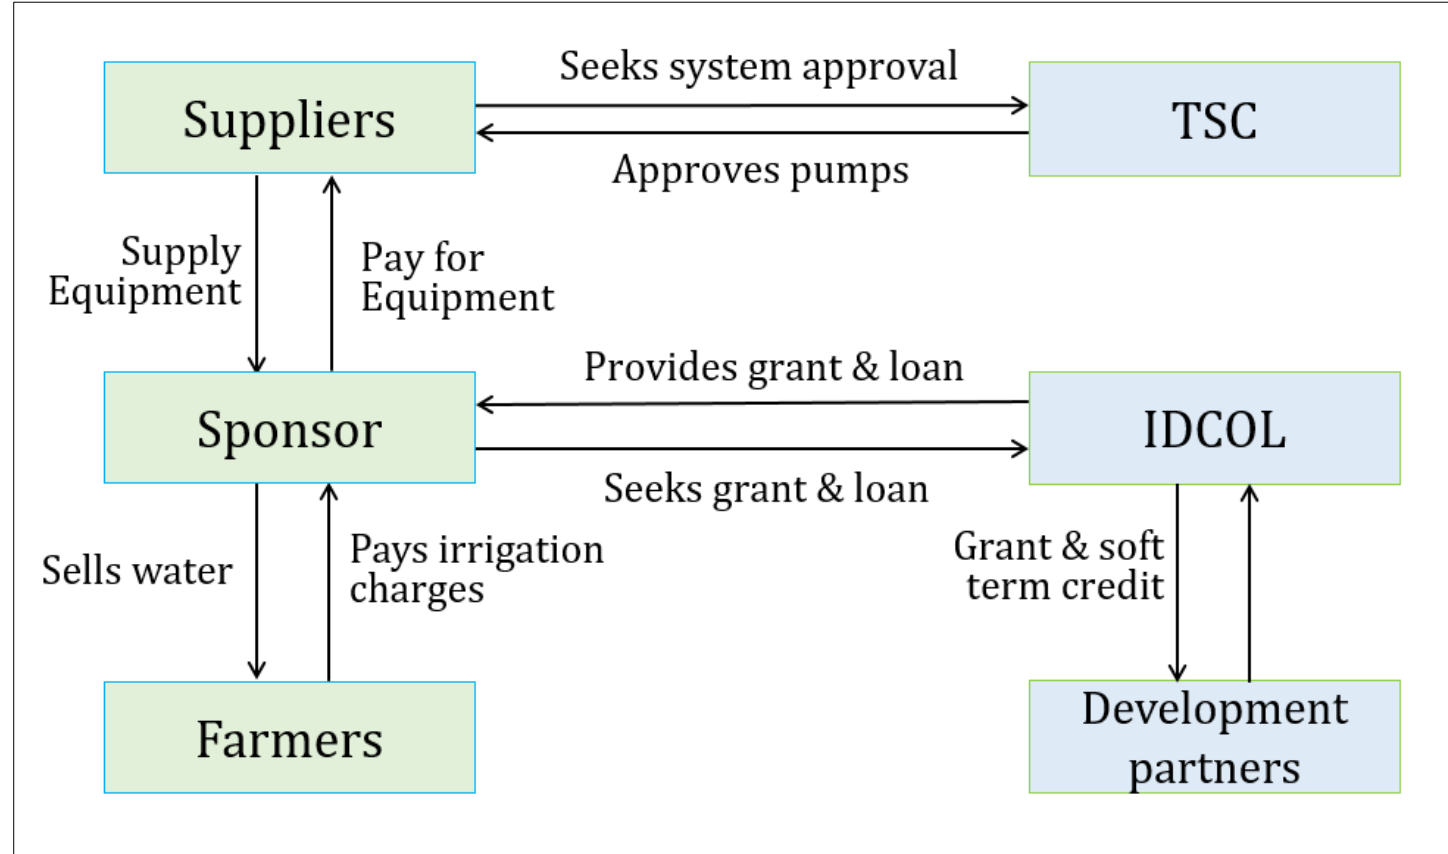 Seeks system approval
Suppliers
TSC
Approves pumps
Supply
Equipment
Pay for
Equipment
Provides grant & loan
Sponsor
IDCOL
Seeks grant & loan
Sells water
Pays irrigation
charges
Grant & soft
term credit
Farmers
Development
partners